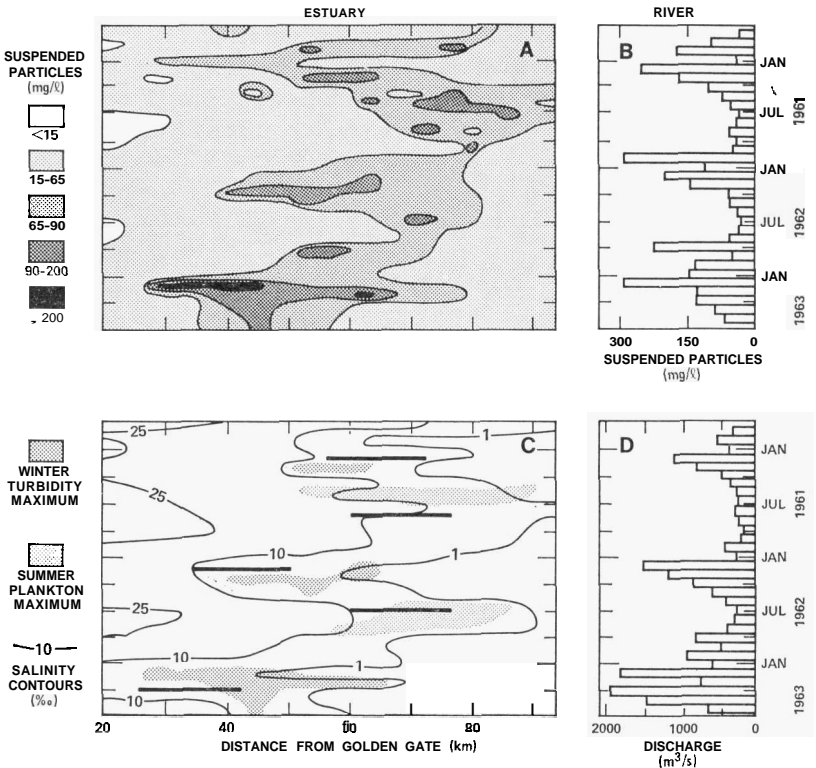 ESTUARY
RIVER
SUSPENDED
PARTICLES
(mg/ℓ)
<15
15-65
65-90
90-200
200
A
B
JAN
JUL
1961
JAN
JUL
1962
JAN
1963
300 150 0
SUSPENDED PARTICLES
(mg/ℓ)
WINTER
TURBIDITY
MAXIMUM
SUMMER
PLANKTON
MAXIMUM
10
SALINITY
CONTOURS
(‰)
C
25
1
25
10
1
25
10
1
10
20 40 60 80
DISTANCE FROM GOLDEN GATE (km)
D
JAN
JUL
1961
JAN
JUL
1962
JAN
1963
2000 1000 0
DISCHARGE
(m³/s)